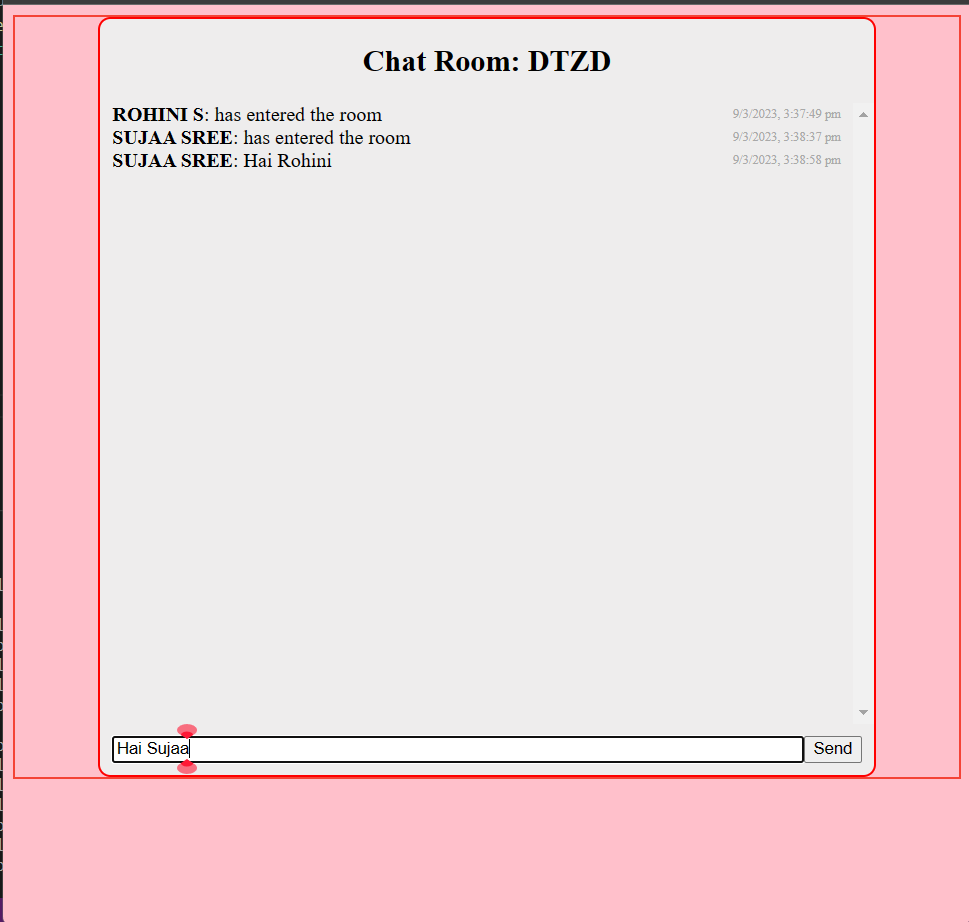 Chat Room: DTZD
ROHINI S: has entered the room 9/3/2023, 3:37:49 pm
SUJAA SREE: has entered the room 9/3/2023, 3:38:37 pm
SUJAA SREE: Hai Rohini 9/3/2023, 3:38:58 pm
Hai Sujaa Send